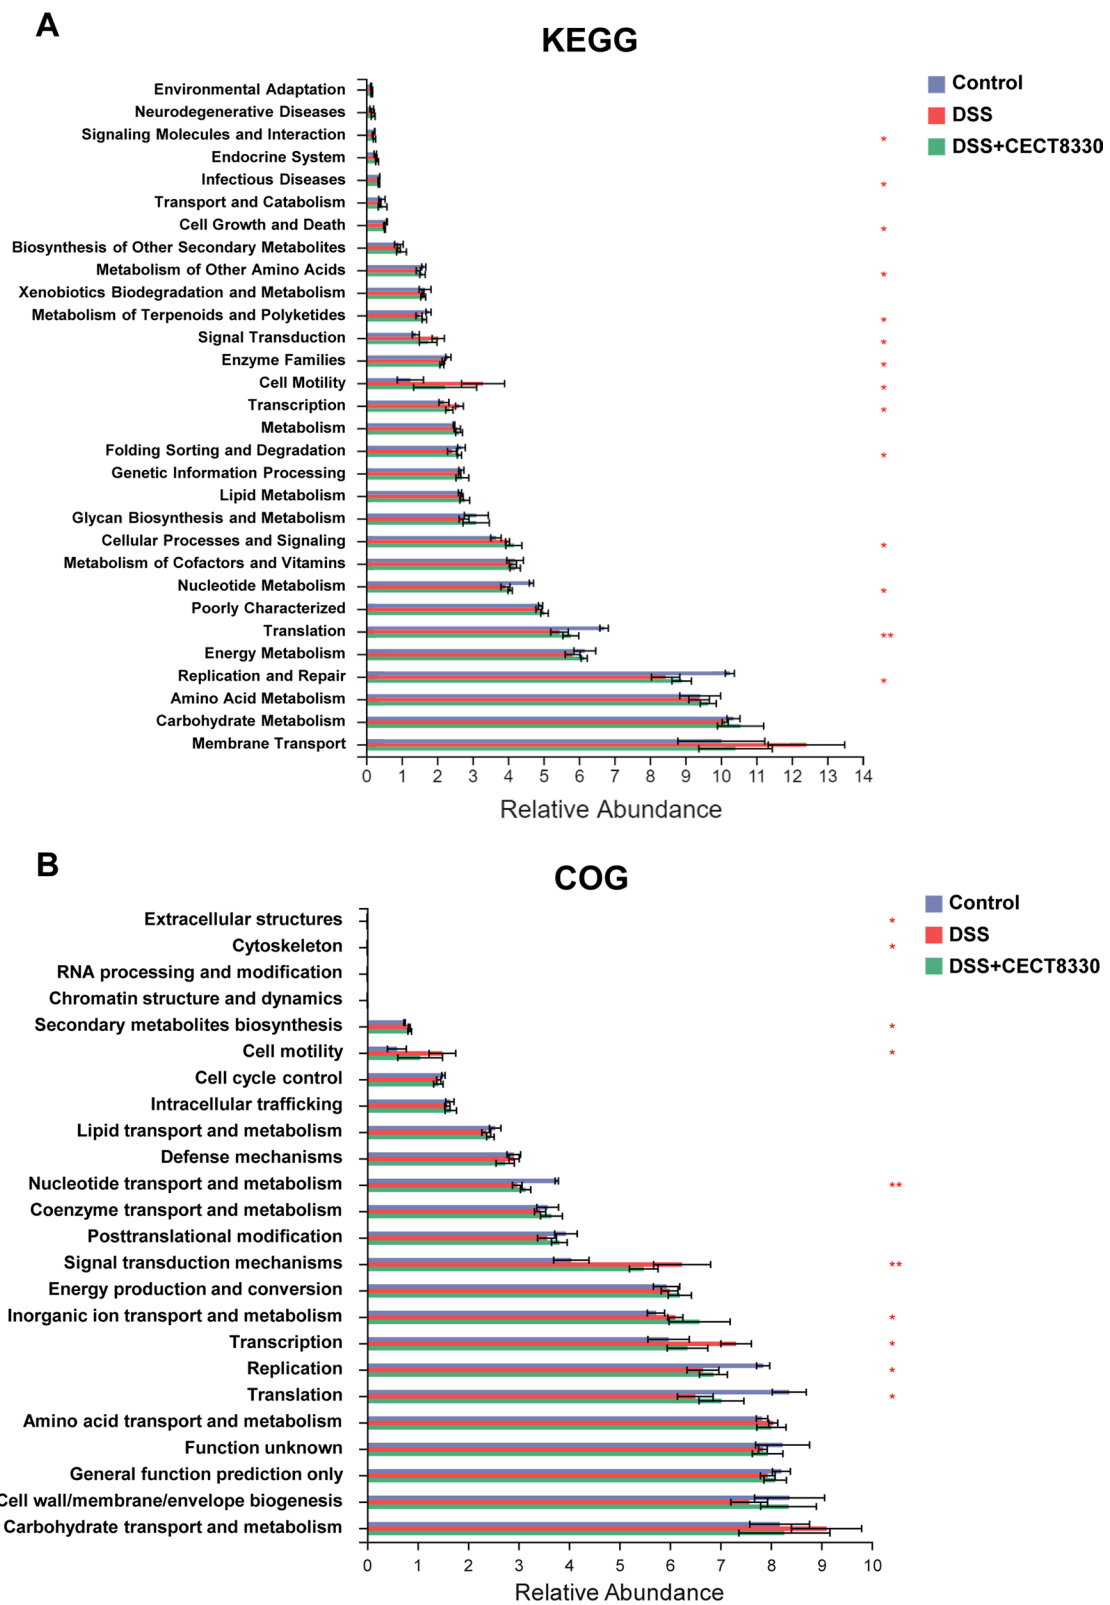 A
KEGG
Control
DSS
DSS+CECT8330
Environmental Adaptation
Neurodegenerative Diseases
Signaling Molecules and Interaction *
Endocrine System
Infectious Diseases *
Transport and Catabolism
Cell Growth and Death *
Biosynthesis of Other Secondary Metabolites
Metabolism of Other Amino Acids *
Xenobiotics Biodegradation and Metabolism
Metabolism of Terpenoids and Polyketides *
Signal Transduction *
Enzyme Families *
Cell Motility *
Transcription *
Metabolism
Folding Sorting and Degradation *
Genetic Information Processing
Lipid Metabolism
Glycan Biosynthesis and Metabolism
Cellular Processes and Signaling *
Metabolism of Cofactors and Vitamins
Nucleotide Metabolism *
Poorly Characterized
Translation **
Energy Metabolism
Replication and Repair *
Amino Acid Metabolism
Carbohydrate Metabolism
Membrane Transport
0 1 2 3 4 5 6 7 8 9 10 11 12 13 14
Relative Abundance
B
COG
Control
DSS
DSS+CECT8330
Extracellular structures *
Cytoskeleton *
RNA processing and modification
Chromatin structure and dynamics
Secondary metabolites biosynthesis *
Cell motility *
Cell cycle control
Intracellular trafficking
Lipid transport and metabolism
Defense mechanisms
Nucleotide transport and metabolism **
Coenzyme transport and metabolism
Posttranslational modification
Signal transduction mechanisms **
Energy production and conversion
Inorganic ion transport and metabolism *
Transcription *
Replication *
Translation *
Amino acid transport and metabolism
Function unknown
General function prediction only
Cell wall/membrane/envelope biogenesis
Carbohydrate transport and metabolism
0 1 2 3 4 5 6 7 8 9 10
Relative Abundance